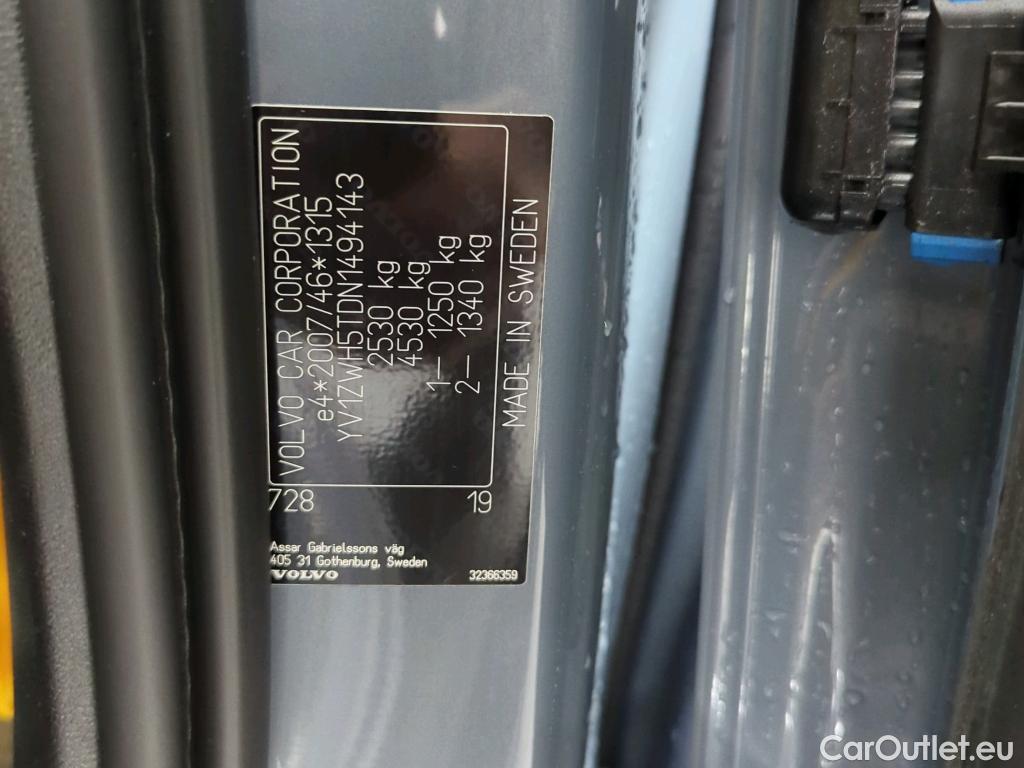 VOLVO CAR CORPORATION
e4*2007/46*1315
YV1ZWH5TDN1494143
2530 kg
4530 kg
1– 1250 kg
2– 1340 kg
MADE IN SWEDEN
728
19
Assar Gabrielssons väg
405 31 Gothenburg, Sweden
VOLVO
32366359
CarOutlet.eu